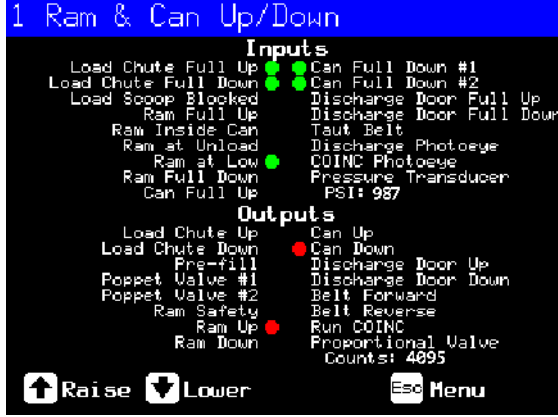 1 Ram & Can Up/Down
Inputs
Load Chute Full Up Can Full Down #1
Load Chute Full Down Can Full Down #2
Load Scoop Blocked Discharge Door Full Up
Ram Full Up Discharge Door Full Down
Ram Inside Can Taut Belt
Ram at Unload Discharge Photoeye
Ram at Low COINC Photoeye
Ram Full Down Pressure Transducer
Can Full Up PSI: 987
Outputs
Load Chute Up Can Up
Load Chute Down Can Down
Pre-fill Discharge Door Up
Poppet Valve #1 Discharge Door Down
Poppet Valve #2 Belt Forward
Ram Safety Belt Reverse
Ram Up Run COINC
Ram Down Proportional Valve
Counts: 4095
Raise Lower Esc Menu